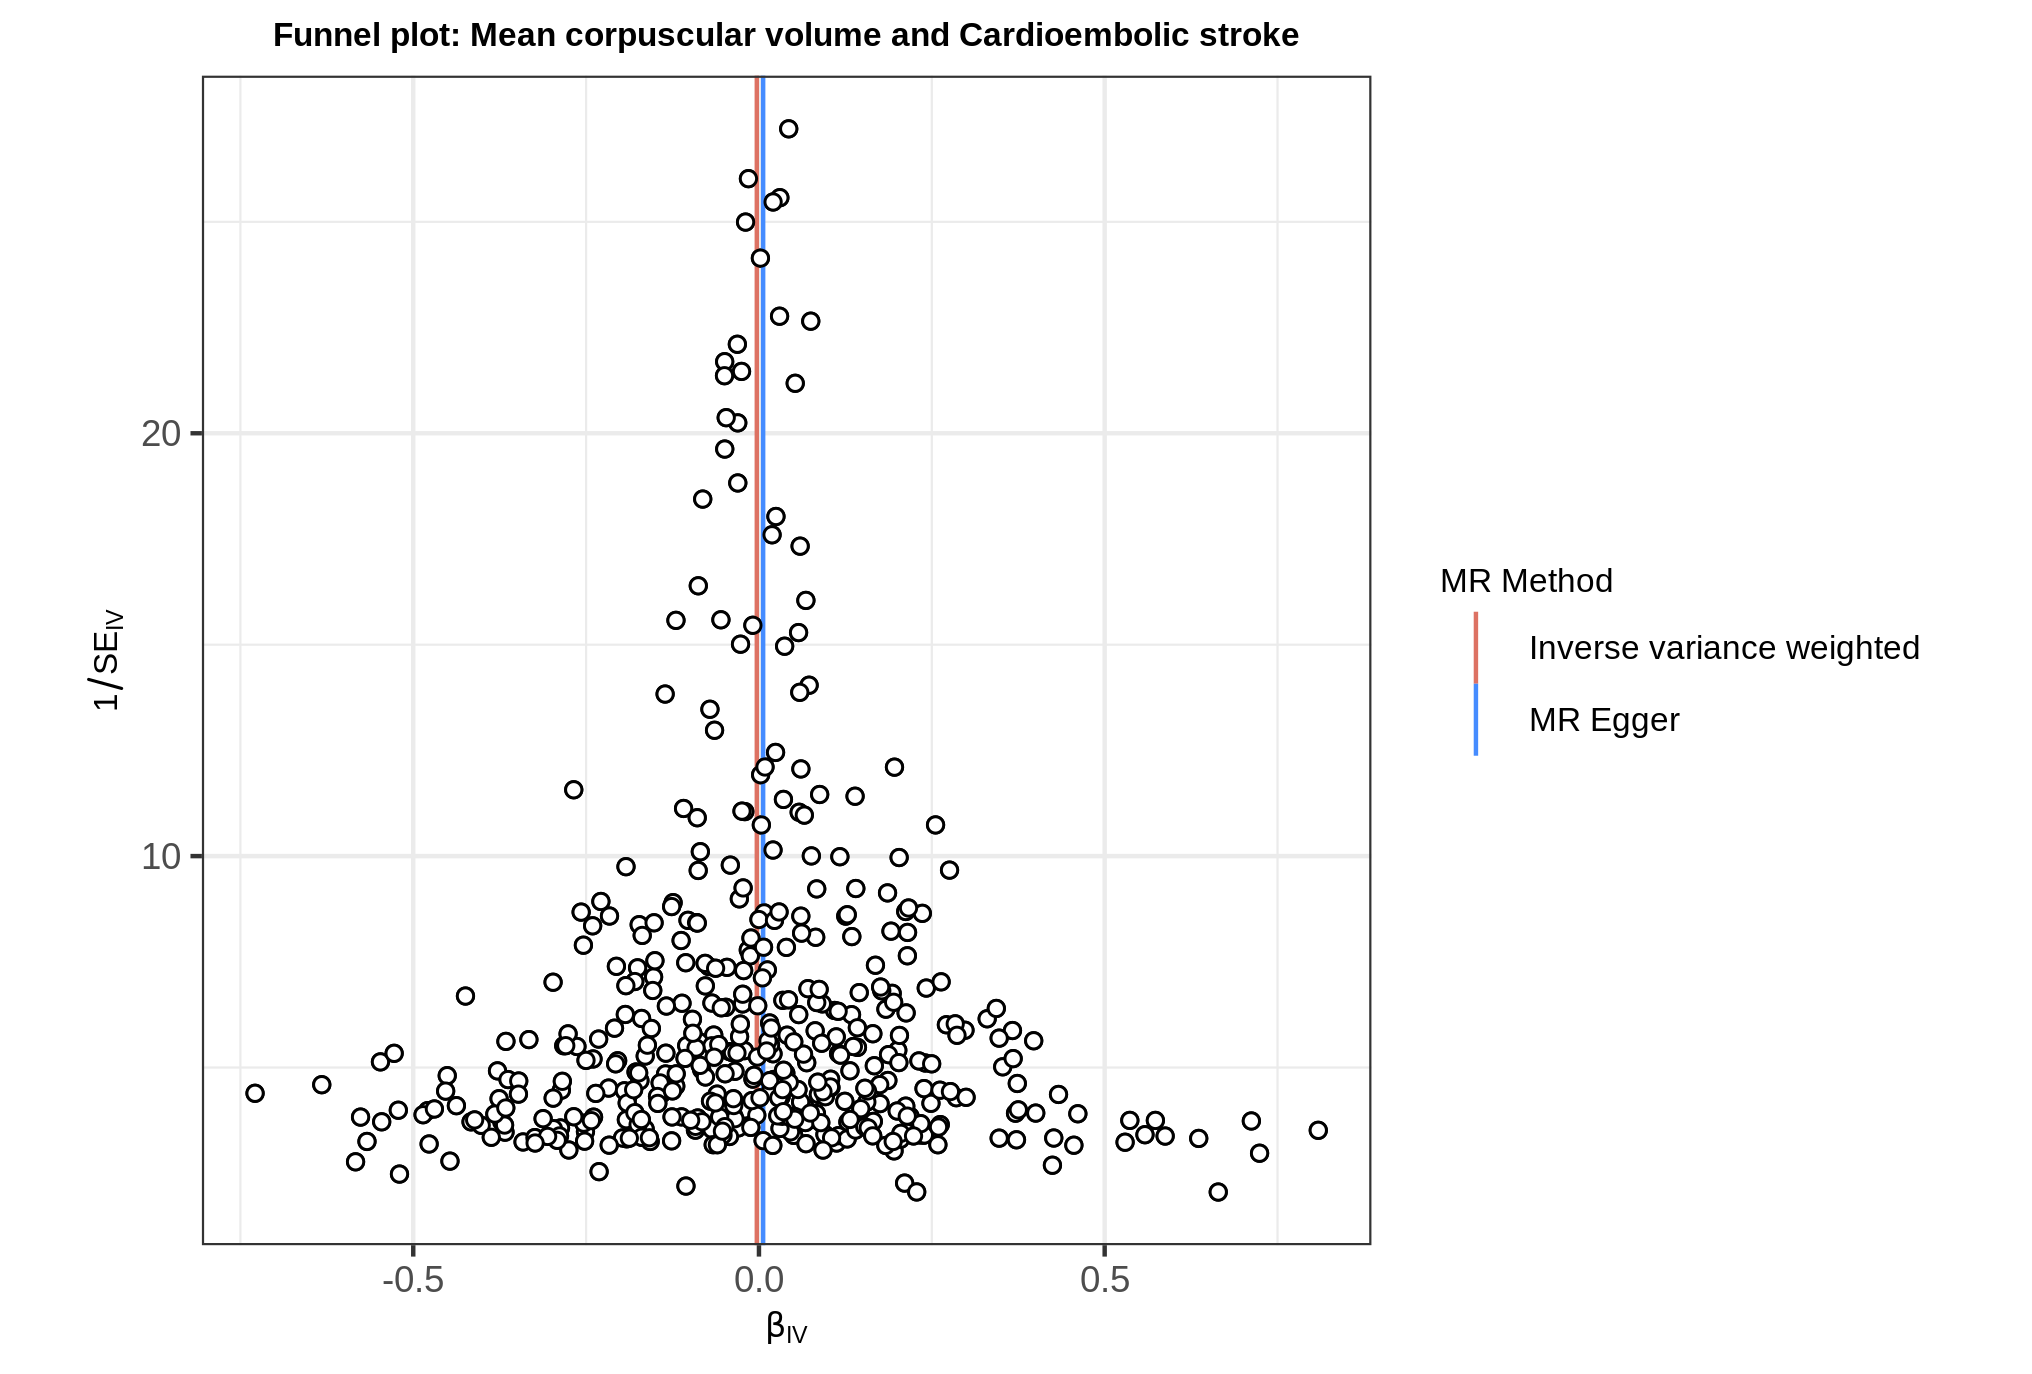 Funnel plot: Mean corpuscular volume and Cardioembolic stroke
1/SE_IV
20
10
-0.5
0.0
0.5
β_IV
MR Method
Inverse variance weighted
MR Egger